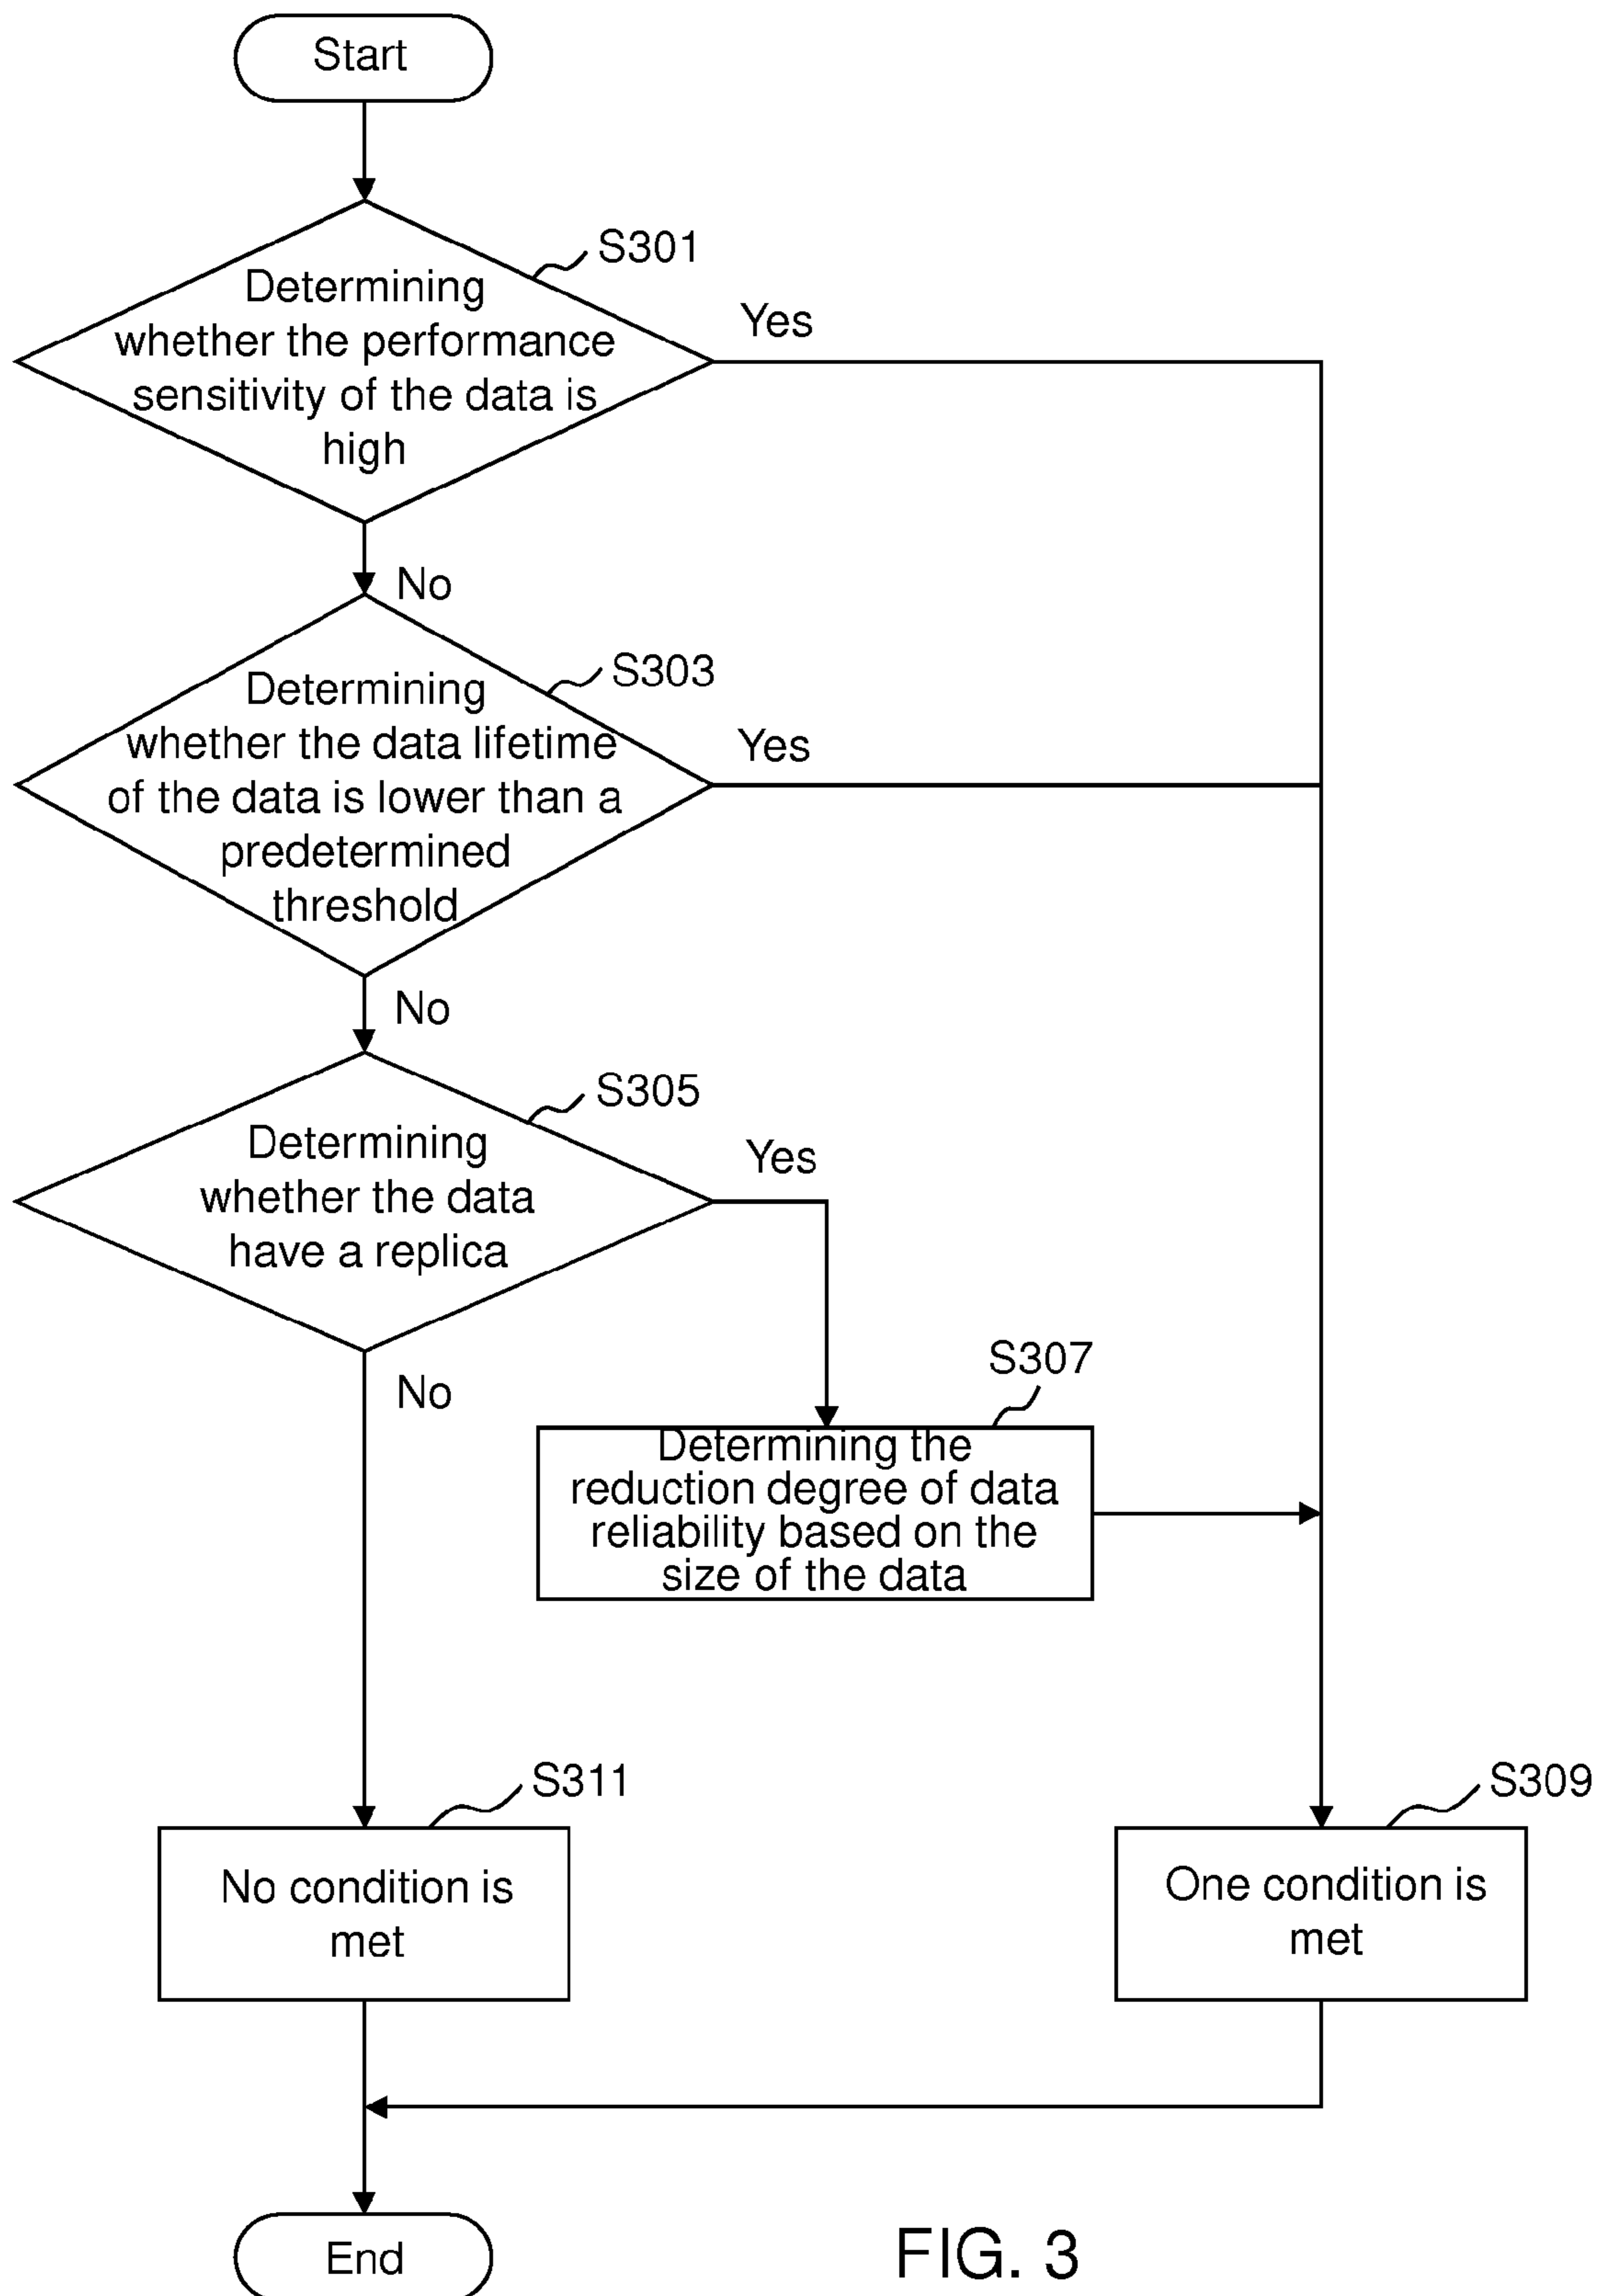 Start
S301
Determining
whether the performance
sensitivity of the data is
high
Yes
No
S303
Determining
whether the data lifetime
of the data is lower than a
predetermined
threshold
Yes
No
S305
Determining
whether the data
have a replica
Yes
No
S307
Determining the
reduction degree of data
reliability based on the
size of the data
S311
No condition is
met
S309
One condition is
met
End
FIG. 3